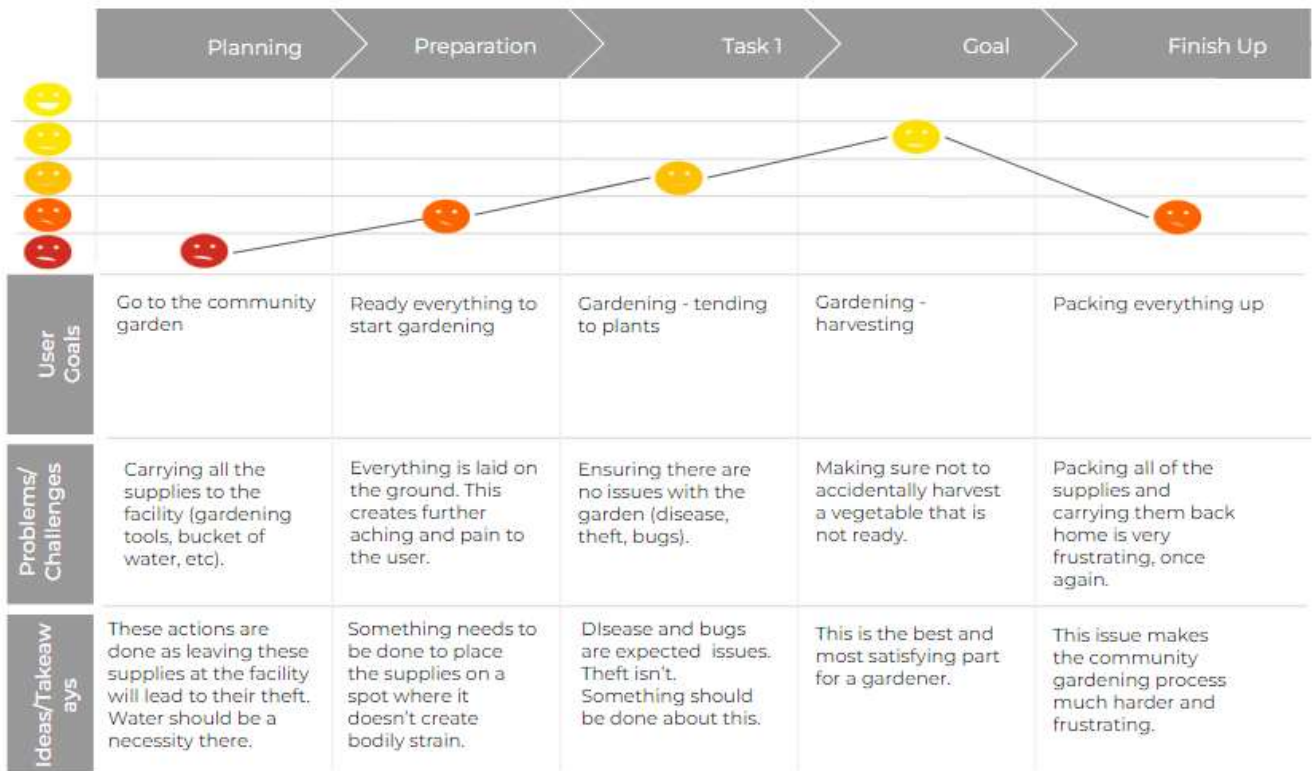 Planning
Preparation
Task 1
Goal
Finish Up
User
Goals
Go to the community
garden
Ready everything to
start gardening
Gardening - tending
to plants
Gardening -
harvesting
Packing everything up
Problems/
Challenges
Carrying all the
supplies to the
facility (gardening
tools, bucket of
water, etc).
Everything is laid on
the ground. This
creates further
aching and pain to
the user.
Ensuring there are
no issues with the
garden (disease,
theft, bugs).
Making sure not to
accidentally harvest
a vegetable that is
not ready.
Packing all of the
supplies and
carrying them back
home is very
frustrating, once
again.
Ideas/Takeaw
ays
These actions are
done as leaving these
supplies at the facility
will lead to their theft.
Water should be a
necessity there.
Something needs to
be done to place
the supplies on a
spot where it
doesn't create
bodily strain.
DIsease and bugs
are expected issues.
Theft isn't.
Something should
be done about this.
This is the best and
most satisfying part
for a gardener.
This issue makes
the community
gardening process
much harder and
frustrating.